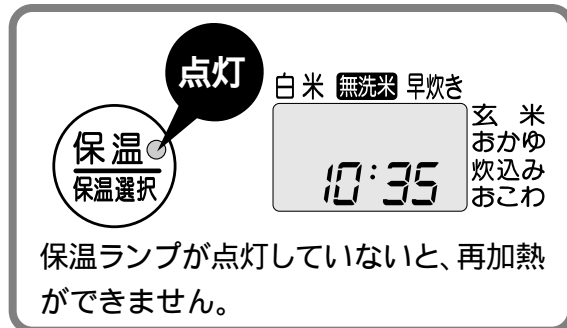 点灯
白米 無洗米 早炊き
保温
保温選択
10:35
玄米
おかゆ
炊込み
おこわ
保温ランプが点灯していないと、再加熱
ができません。